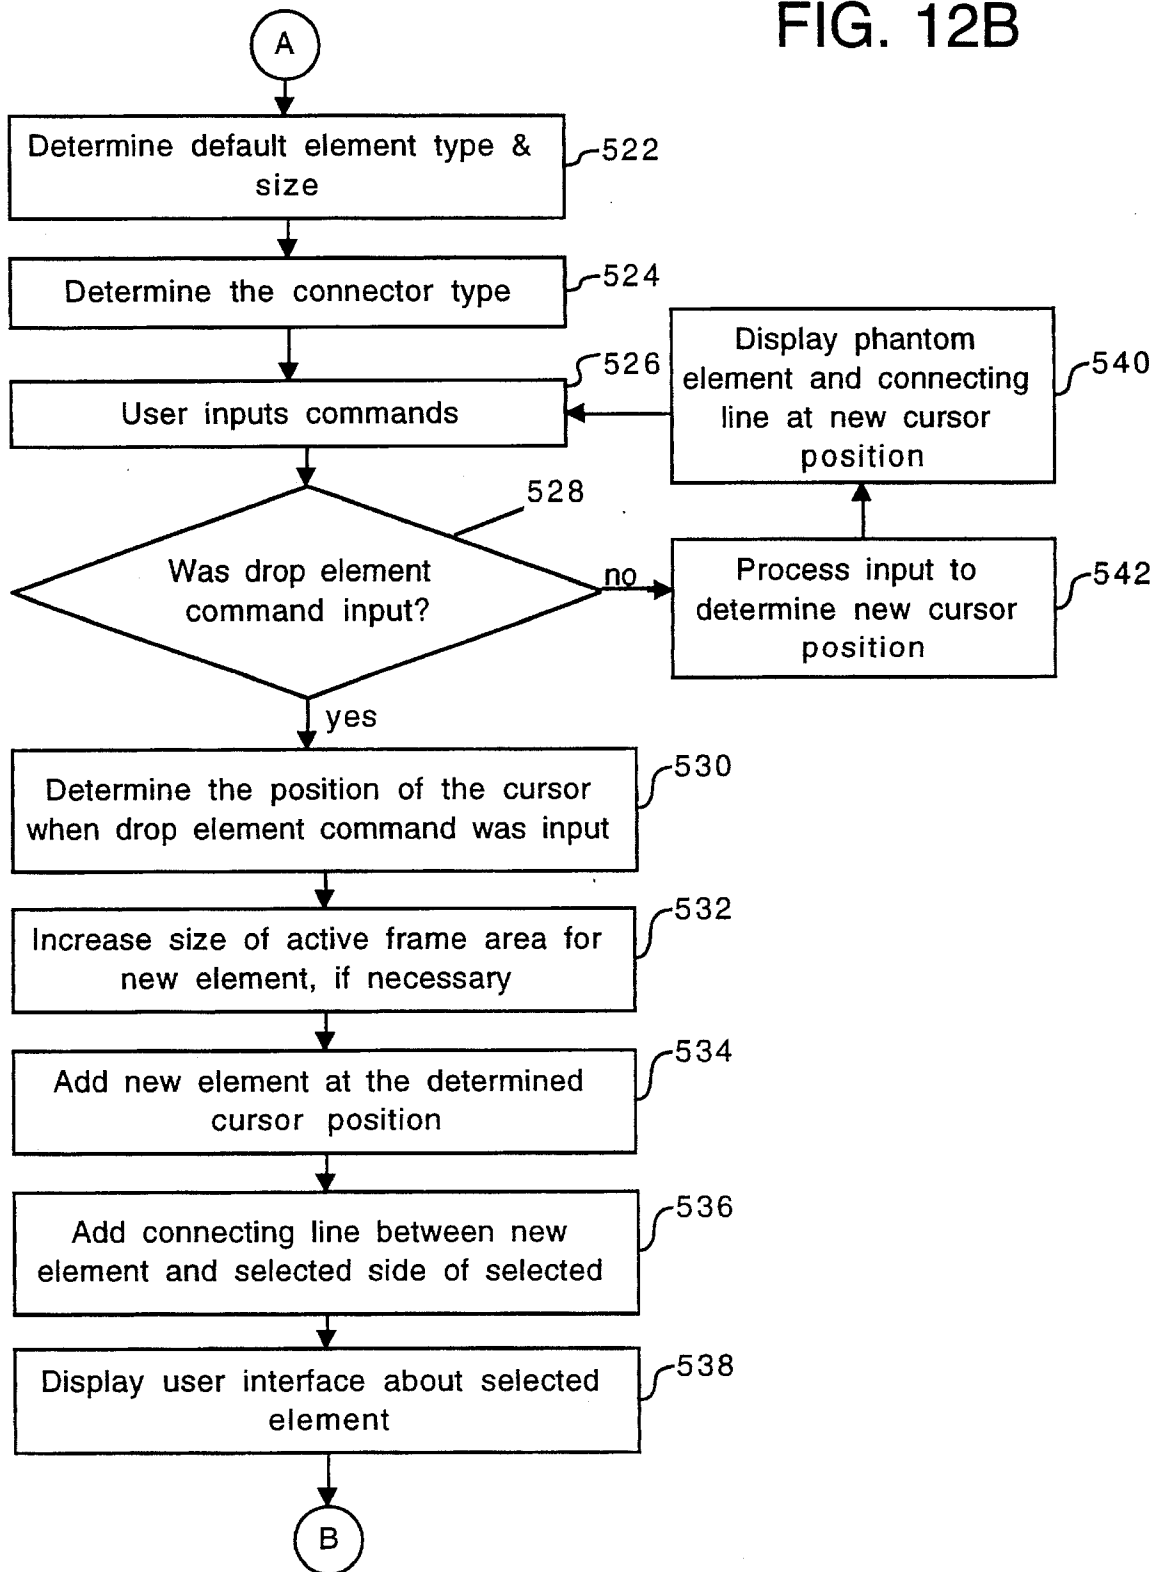 FIG. 12B
A
Determine default element type &
size
522
Determine the connector type
524
User inputs commands
526
Display phantom
element and connecting
line at new cursor
position
540
Was drop element
command input?
528
no
Process input to
determine new cursor
position
542
yes
Determine the position of the cursor
when drop element command was input
530
Increase size of active frame area for
new element, if necessary
532
Add new element at the determined
cursor position
534
Add connecting line between new
element and selected side of selected
536
Display user interface about selected
element
538
B